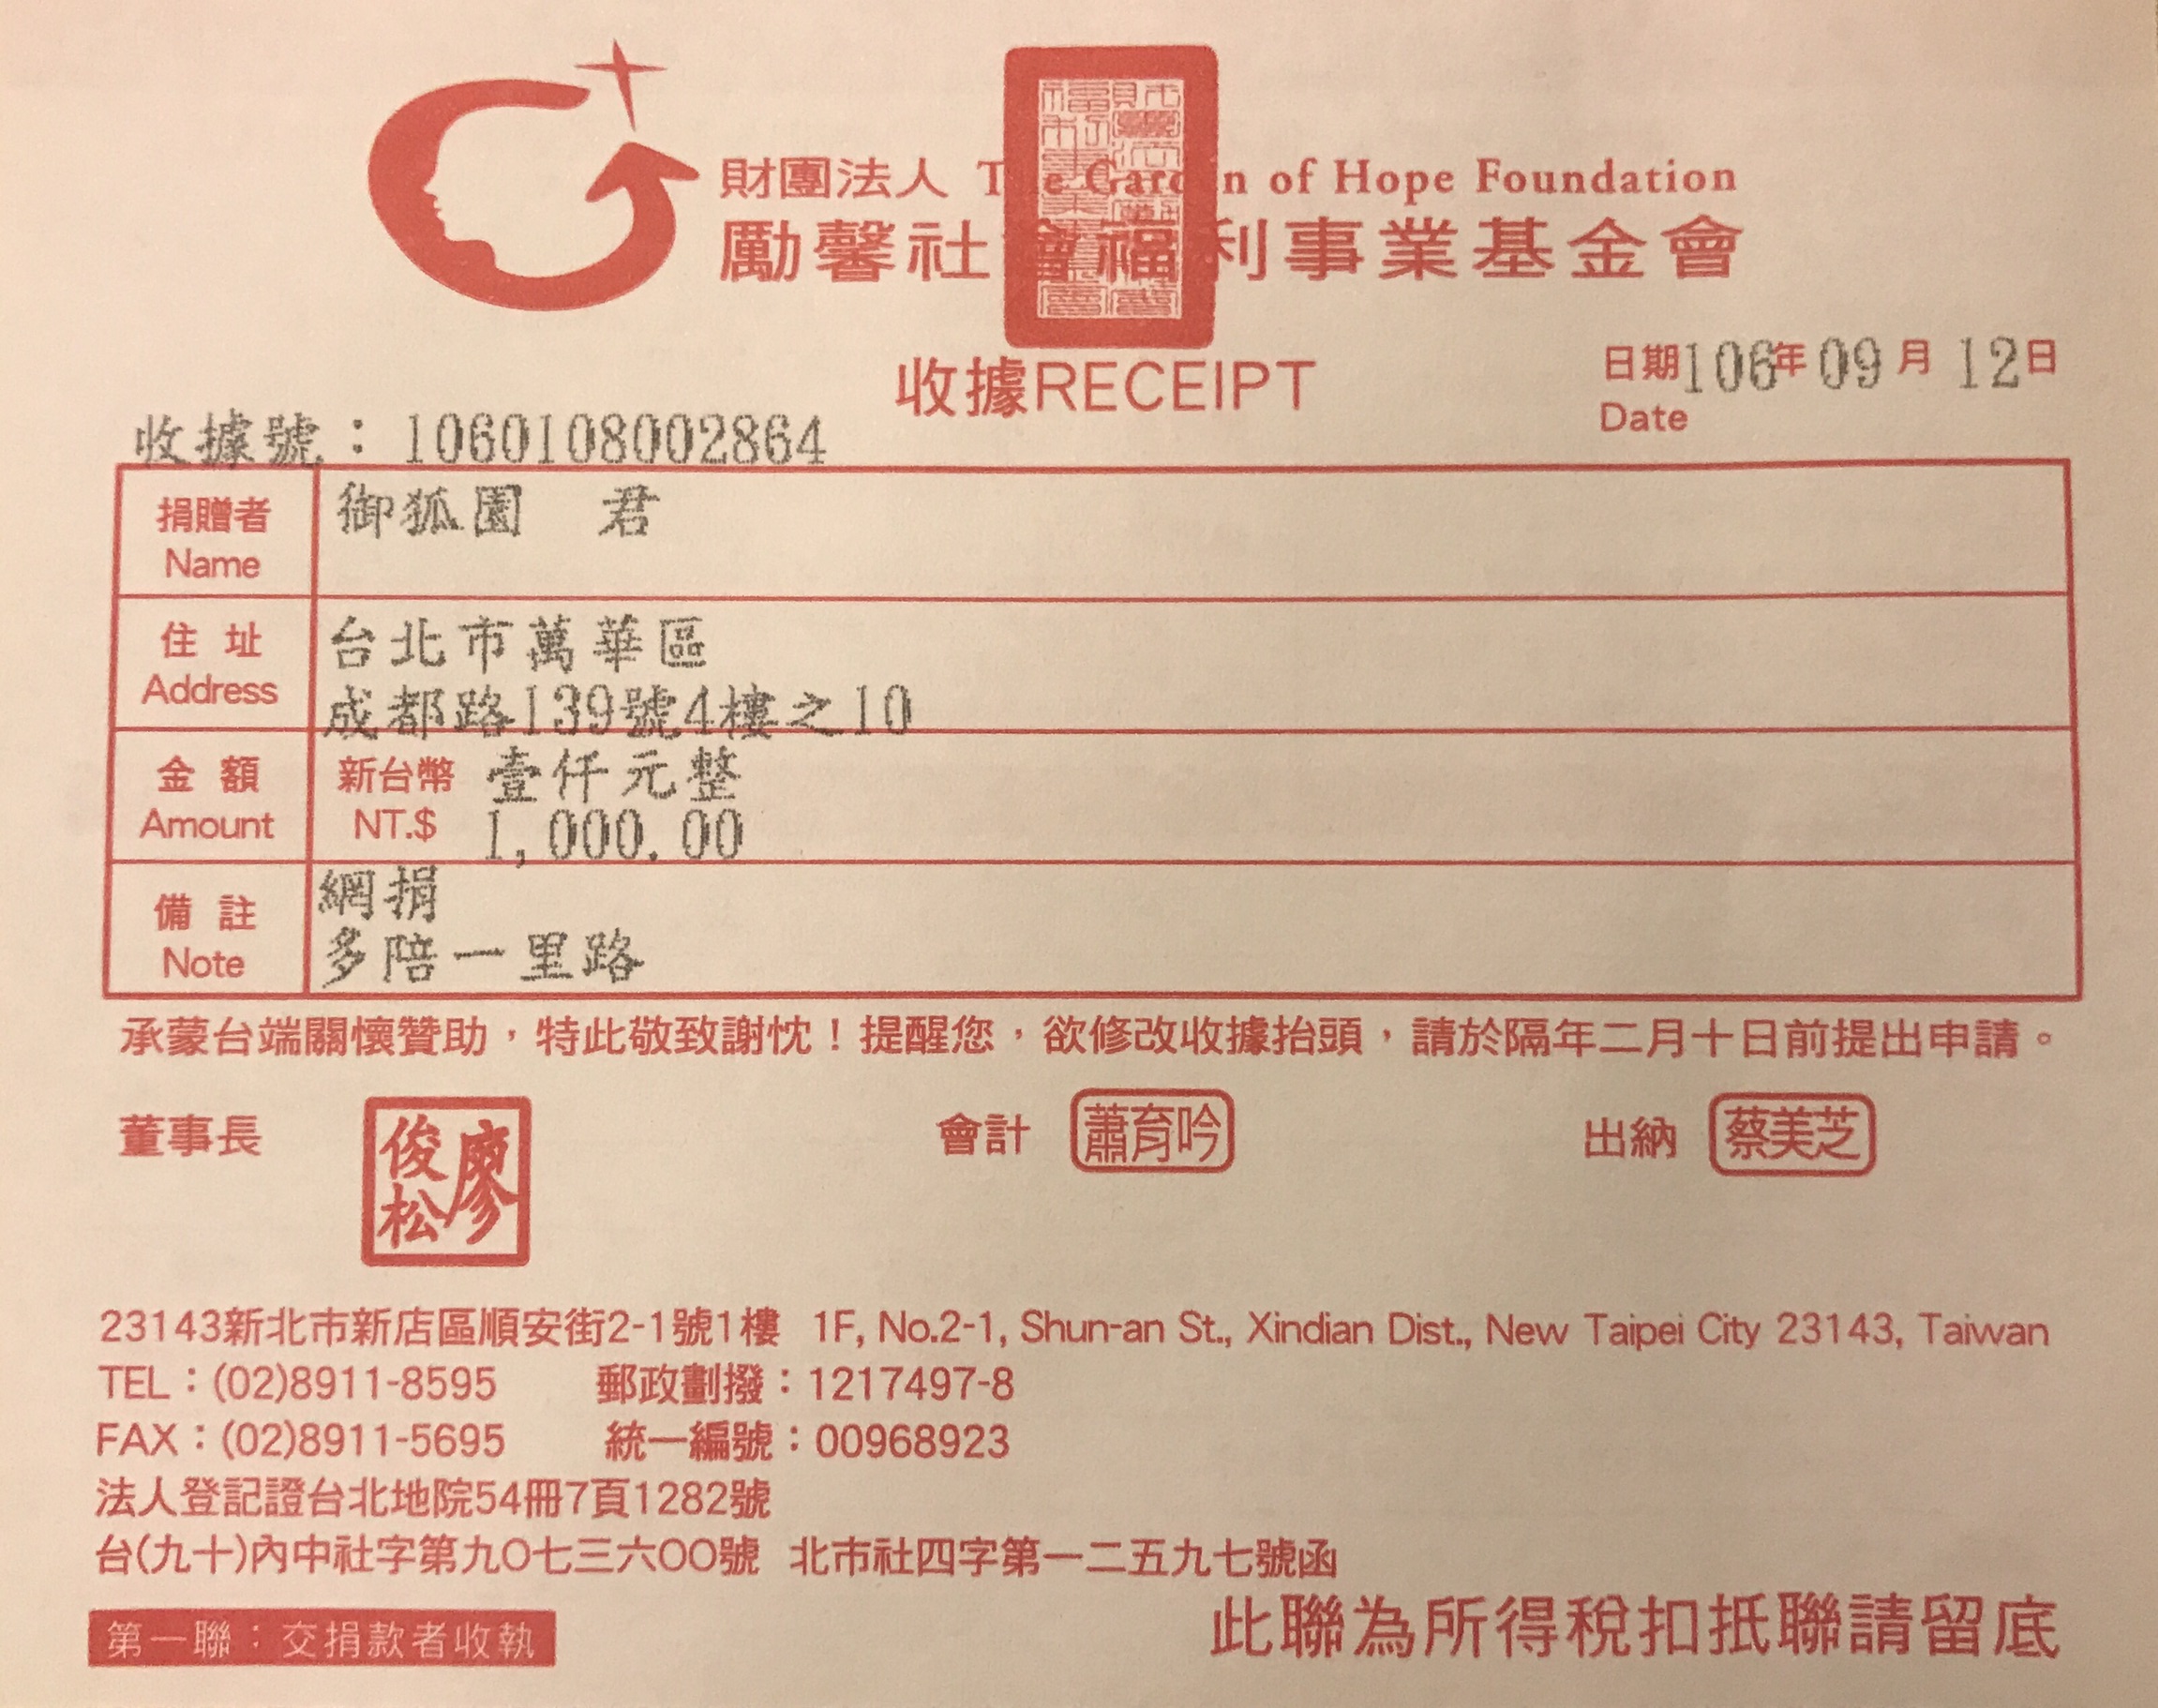 財團法人 The Garden of Hope Foundation
勵馨社會福利事業基金會
收據RECEIPT
日期106年09月12日
Date
收據號：1060108002864
捐贈者 御狐園 君
Name
住址 台北市萬華區
Address 成都路139號4樓之10
金額 新台幣 壹仟元整
Amount NT.$ 1,000.00
備註 網捐
Note 多陪一里路
承蒙台端關懷贊助，特此敬致謝忱！提醒您，欲修改收據抬頭，請於隔年二月十日前提出申請。
董事長 廖俊松 會計 蕭育吟 出納 蔡美芝
23143新北市新店區順安街2-1號1樓 1F, No.2-1, Shun-an St., Xindian Dist., New Taipei City 23143, Taiwan
TEL：(02)8911-8595 郵政劃撥：1217497-8
FAX：(02)8911-5695 統一編號：00968923
法人登記證台北地院54冊7頁1282號
台(九十)內中社字第九〇七三六〇〇號 北市社四字第一二五九七號函
第一聯：交捐款者收執
此聯為所得稅扣抵聯請留底